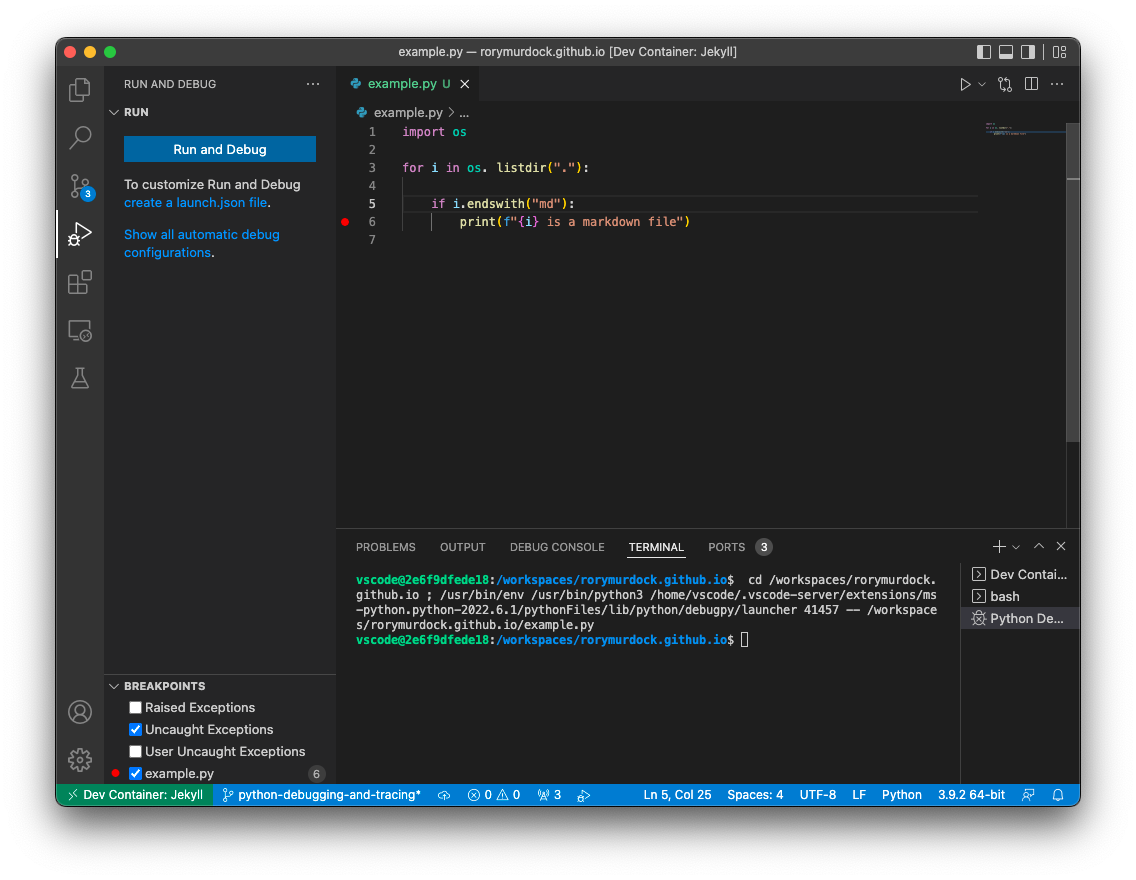 example.py — rorymurdock.github.io [Dev Container: Jekyll]
RUN AND DEBUG
RUN
Run and Debug
To customize Run and Debug
create a launch.json file.
Show all automatic debug
configurations.
3
example.py U
example.py > ...
1 import os
2
3 for i in os. listdir("."):
4
5 if i.endswith("md"):
6 print(f"{i} is a markdown file")
7
PROBLEMS OUTPUT DEBUG CONSOLE TERMINAL PORTS 3
vscode@2e6f9dfede18:/workspaces/rorymurdock.github.io$ cd /workspaces/rorymurdock.
github.io ; /usr/bin/env /usr/bin/python3 /home/vscode/.vscode-server/extensions/ms
-python.python-2022.6.1/pythonFiles/lib/python/debugpy/launcher 41457 -- /workspace
s/rorymurdock.github.io/example.py
vscode@2e6f9dfede18:/workspaces/rorymurdock.github.io$
Dev Contai...
bash
Python De...
BREAKPOINTS
Raised Exceptions
Uncaught Exceptions
User Uncaught Exceptions
example.py 6
Dev Container: Jekyll python-debugging-and-tracing* 0 0 3 Ln 5, Col 25 Spaces: 4 UTF-8 LF Python 3.9.2 64-bit